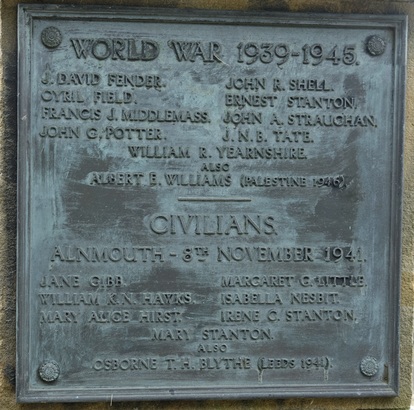 WORLD WAR 1939-1945.
J. DAVID FENDER. JOHN R. SHELL.
CYRIL FIELD. ERNEST STANTON.
FRANCIS J. MIDDLEMASS. JOHN A. STRAUGHAN.
JOHN G. POTTER. J.N.B. TATE.
WILLIAM R. YEARNSHIRE.
ALSO
ALBERT E. WILLIAMS (PALESTINE 1946).
CIVILIANS.
ALNMOUTH - 8TH NOVEMBER 1941.
JANE GIBB. MARGARET G. LITTLE.
WILLIAM X.N. HAWKS. ISABELLA NESBIT.
MARY ALICE HIRST. IRENE C. STANTON.
MARY STANTON.
ALSO
OSBORNE T.H. BLYTHE (LEEDS 1941).